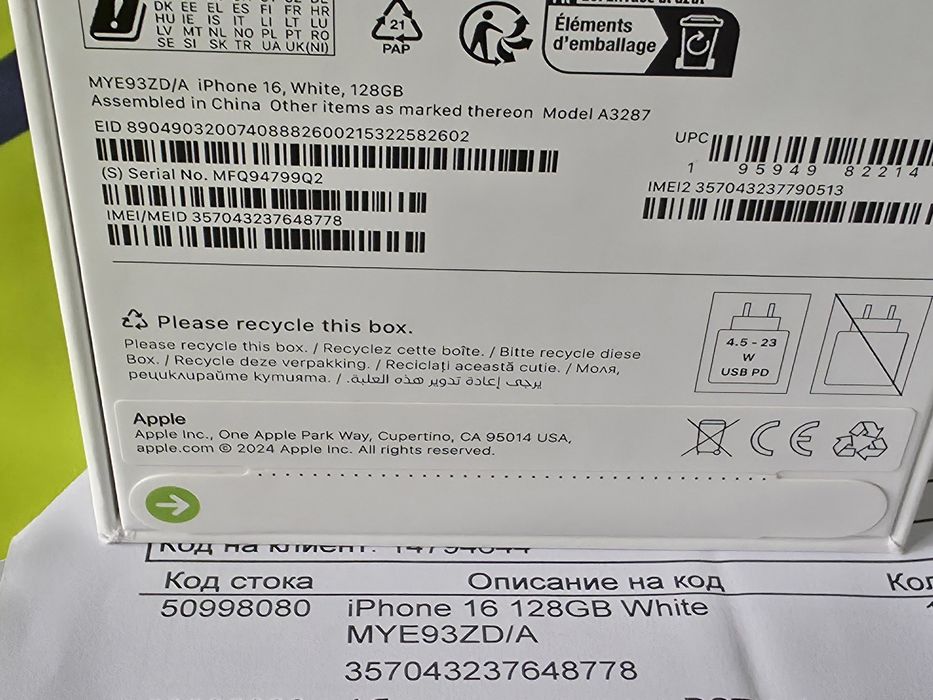 DK EE EL ES FI FR HR
HU IE IS IT LI LT LU
LV MT NL NO PL PT RO
SE SI SK TR UA UK(NI)
21
PAP
Éléments
d'emballage
MYE93ZD/A iPhone 16, White, 128GB
Assembled in China Other items as marked thereon Model A3287
EID 89049032007408882600215322582602
UPC
1 95949 82214
(S) Serial No. MFQ94799Q2
IMEI2 357043237790513
IMEI/MEID 357043237648778
Please recycle this box.
Please recycle this box. / Recyclez cette boîte. / Bitte recycle diese
Box. / Recycle deze verpakking. / Reciclați această cutie. / Моля,
рециклирайте кутията. / يرجى إعادة تدوير هذه العلبة.
4.5 - 23
W
USB PD
Apple
Apple Inc., One Apple Park Way, Cupertino, CA 95014 USA,
apple.com © 2024 Apple Inc. All rights reserved.
CE
Код на клиент:
Код стока Описание на код Кол
50998080 iPhone 16 128GB White
MYE93ZD/A
357043237648778